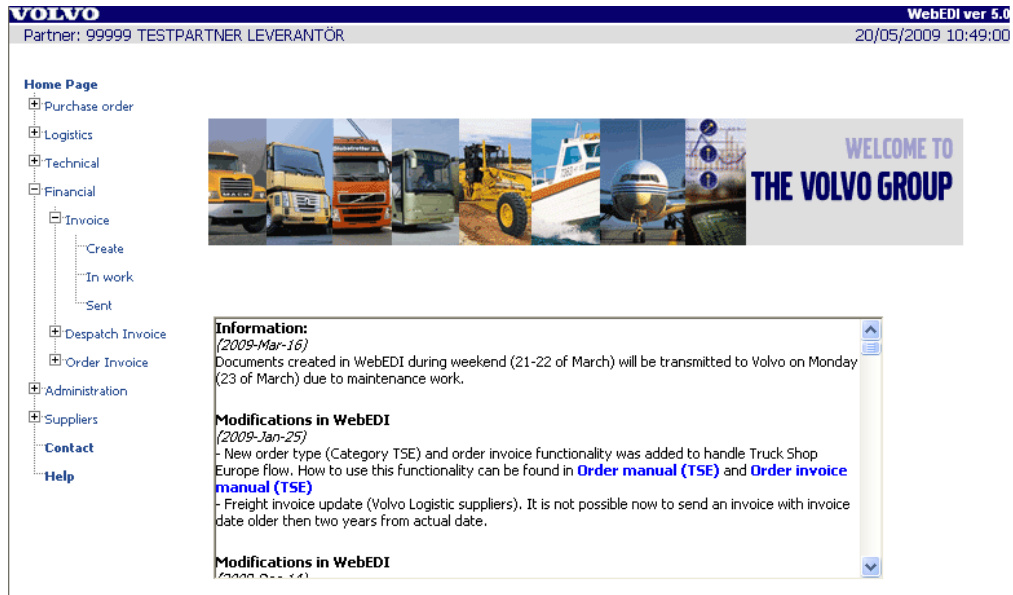 VOLVO
WebEDI ver 5.0
Partner: 99999 TESTPARTNER LEVERANTÖR
20/05/2009 10:49:00
Home Page
Purchase order
Logistics
Technical
Financial
Invoice
Create
In work
Sent
Despatch Invoice
Order Invoice
Administration
Suppliers
Contact
Help
MACK
Globetrotter XL
WELCOME TO
THE VOLVO GROUP
Information:
(2009-Mar-16)
Documents created in WebEDI during weekend (21-22 of March) will be transmitted to Volvo on Monday
(23 of March) due to maintenance work.
Modifications in WebEDI
(2009-Jan-25)
- New order type (Category TSE) and order invoice functionality was added to handle Truck Shop
Europe flow. How to use this functionality can be found in Order manual (TSE) and Order invoice
manual (TSE)
- Freight invoice update (Volvo Logistic suppliers). It is not possible now to send an invoice with invoice
date older then two years from actual date.
Modifications in WebEDI